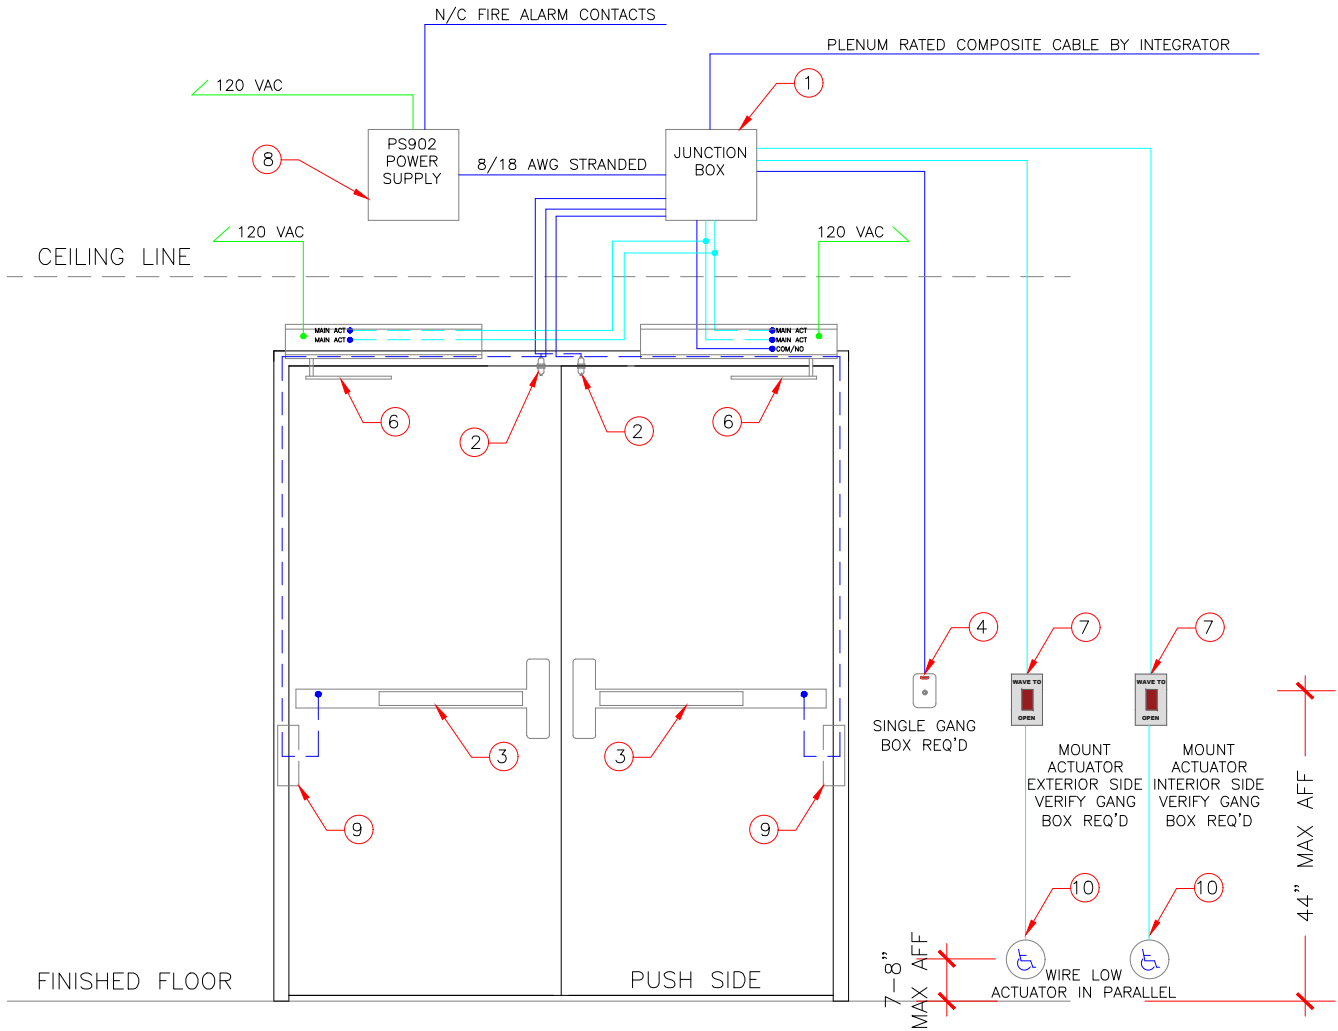 N/C FIRE ALARM CONTACTS
PLENUM RATED COMPOSITE CABLE BY INTEGRATOR
120 VAC
1
PS902
POWER
SUPPLY
8
8/18 AWG STRANDED
JUNCTION
BOX
120 VAC
120 VAC
CEILING LINE
MAIN ACT
MAIN ACT
MAIN ACT
MAIN ACT
COM/NO
6
2
2
6
4
7
7
WAVE TO
OPEN
WAVE TO
OPEN
SINGLE GANG
BOX REQ'D
3
3
MOUNT
ACTUATOR
EXTERIOR SIDE
VERIFY GANG
BOX REQ'D
MOUNT
ACTUATOR
INTERIOR SIDE
VERIFY GANG
BOX REQ'D
9
9
44" MAX AFF
10
10
7-8"
MAX AFF
WIRE LOW
ACTUATOR IN PARALLEL
FINISHED FLOOR
PUSH SIDE